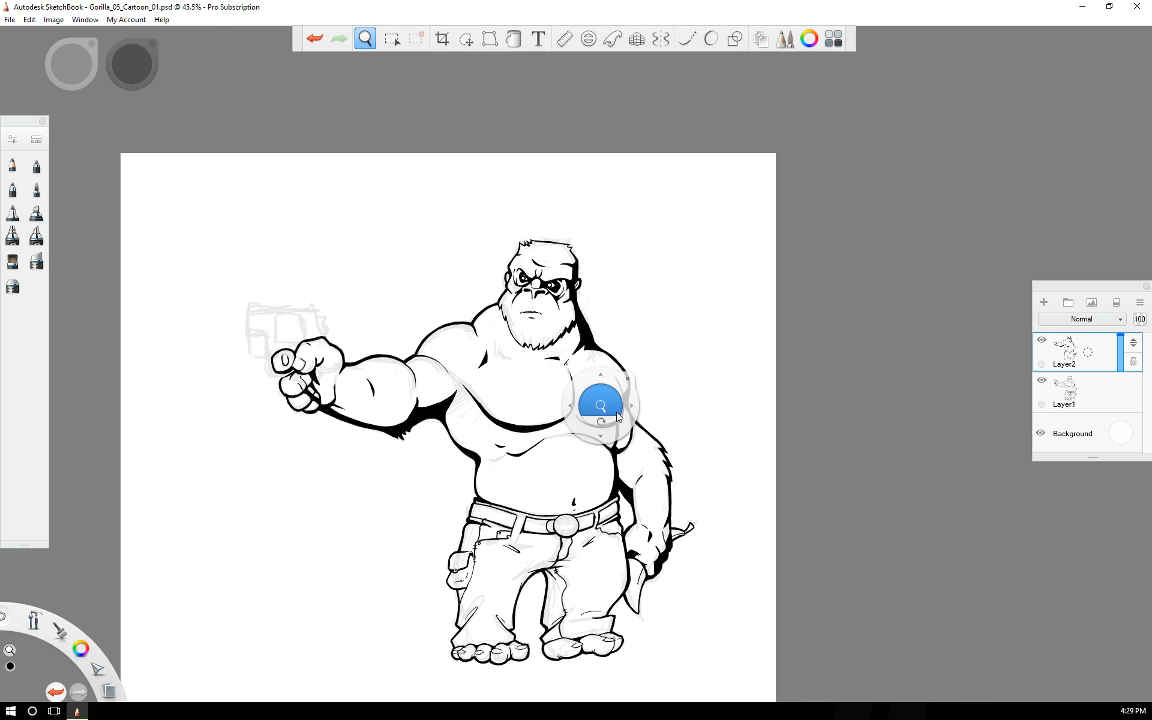 Autodesk SketchBook - Gorilla_05_Cartoon_01.psd @ 45.5% - Pro Subscription
File Edit Image Window My Account Help
T
Normal 100
Layer2
Layer1
Background
4:29 PM